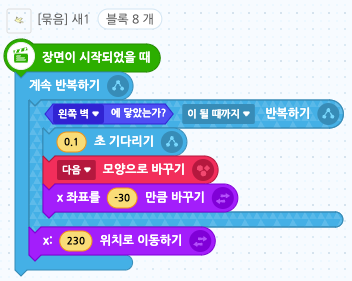 [묶음] 새1 블록 8 개
장면이 시작되었을 때
계속 반복하기
왼쪽 벽 에 닿았는가? 이 될 때까지 반복하기
0.1 초 기다리기
다음 모양으로 바꾸기
x 좌표를 -30 만큼 바꾸기
x: 230 위치로 이동하기